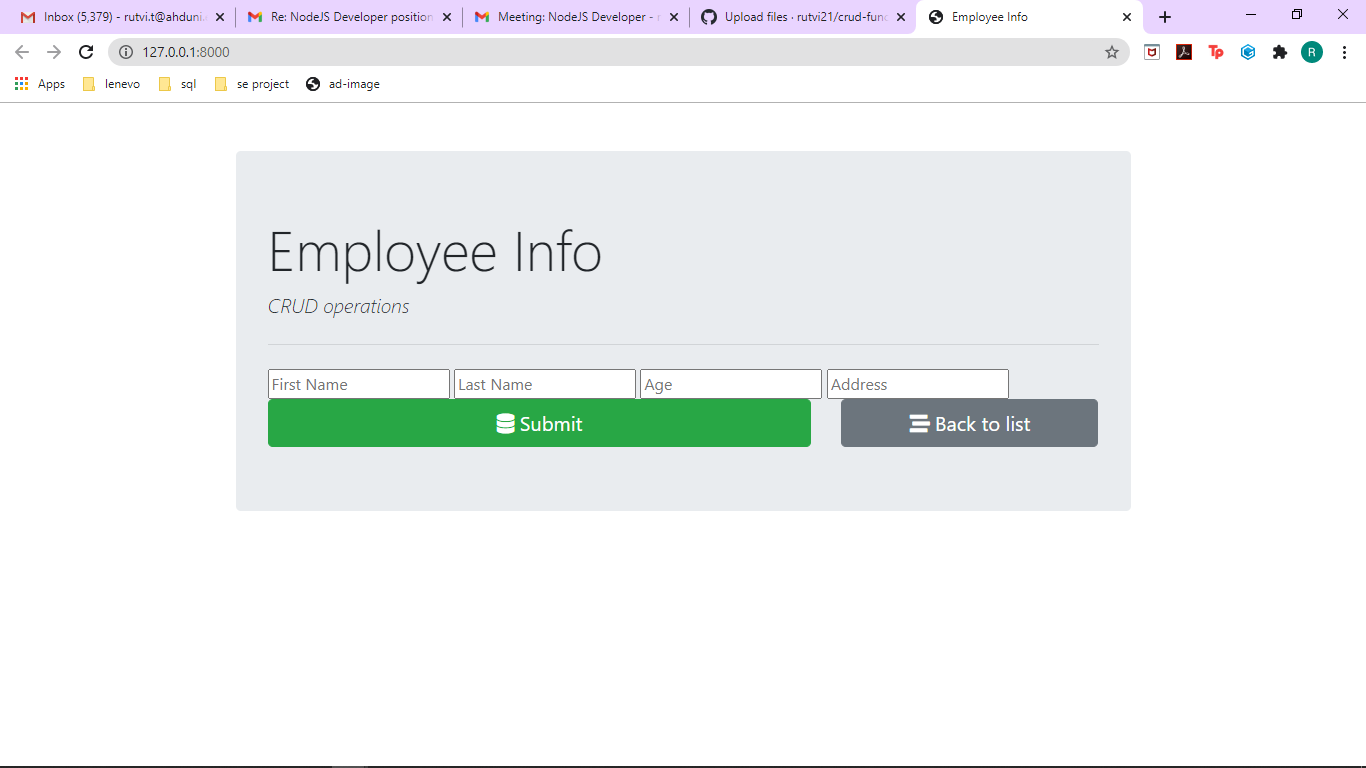 Inbox (5,379) - rutvi.t@ahduni. Re: NodeJS Developer position Meeting: NodeJS Developer - r Upload files · rutvi21/crud-func Employee Info
127.0.0.1:8000 R
Apps lenevo sql se project ad-image
Employee Info
CRUD operations
First Name Last Name Age Address
Submit Back to list